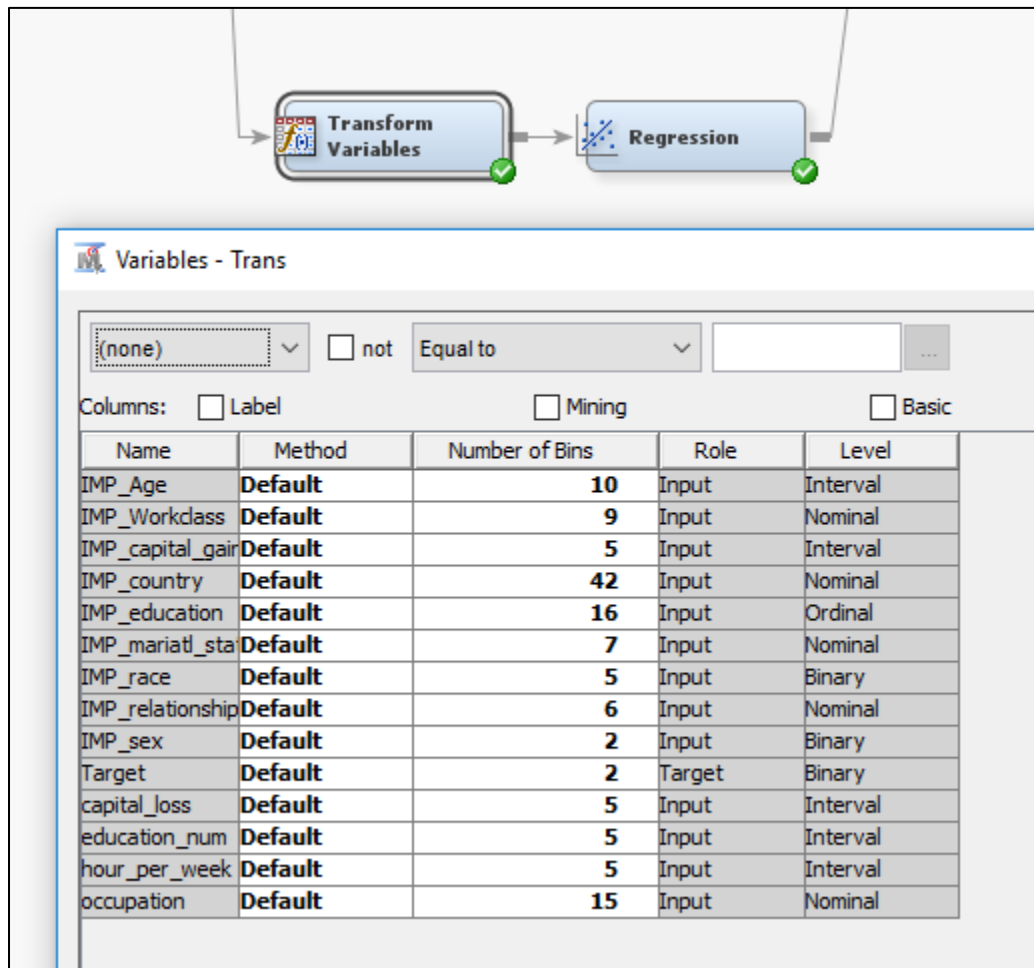 Transform
Variables
Regression
Variables - Trans
(none) not Equal to ...
Columns: Label Mining Basic
Name Method Number of Bins Role Level
IMP_Age Default 10 Input Interval
IMP_Workclass Default 9 Input Nominal
IMP_capital_gain Default 5 Input Interval
IMP_country Default 42 Input Nominal
IMP_education Default 16 Input Ordinal
IMP_mariatl_stat Default 7 Input Nominal
IMP_race Default 5 Input Binary
IMP_relationship Default 6 Input Nominal
IMP_sex Default 2 Input Binary
Target Default 2 Target Binary
capital_loss Default 5 Input Interval
education_num Default 5 Input Interval
hour_per_week Default 5 Input Interval
occupation Default 15 Input Nominal